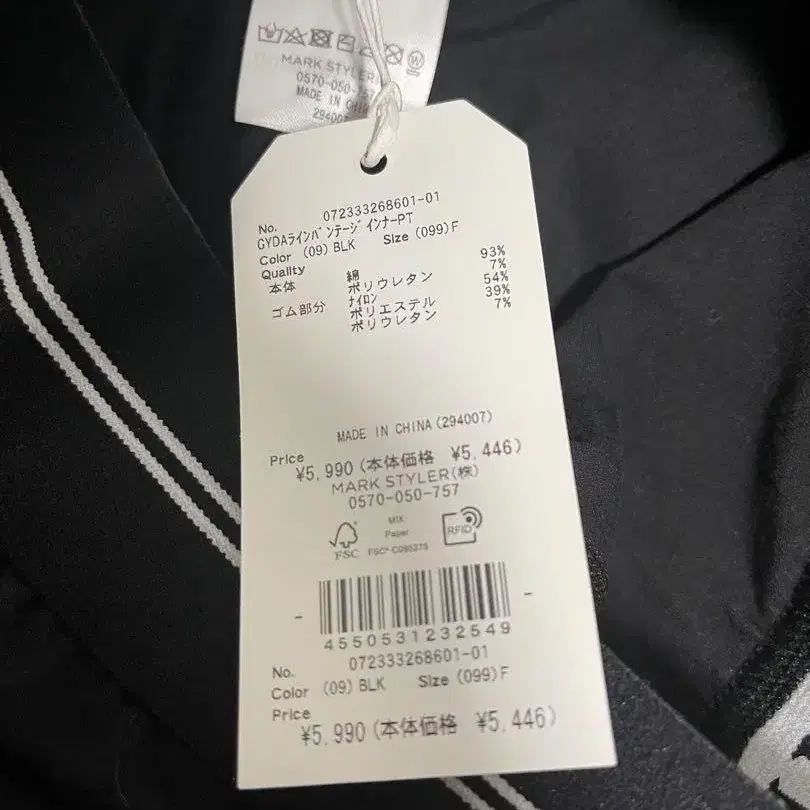 MARK STYLER
0570-050-757
MADE IN CHIN
294007
No. 072333268601-01
GYDAラインバンテージインナーPT
Color (09) BLK Size (099) F
Quality
本体 綿 93%
ポリウレタン 7%
ゴム部分 ナイロン 54%
ポリエステル 39%
ポリウレタン 7%
MADE IN CHINA (294007)
Price
¥5,990 (本体価格 ¥5,446)
MARK STYLER(株)
0570-050-757
FSC
MIX
Paper
FSC® C095275
RFID
4550531232549
072333268601-01
No.
Color (09) BLK Size (099) F
Price
¥5,990 (本体価格 ¥5,446)